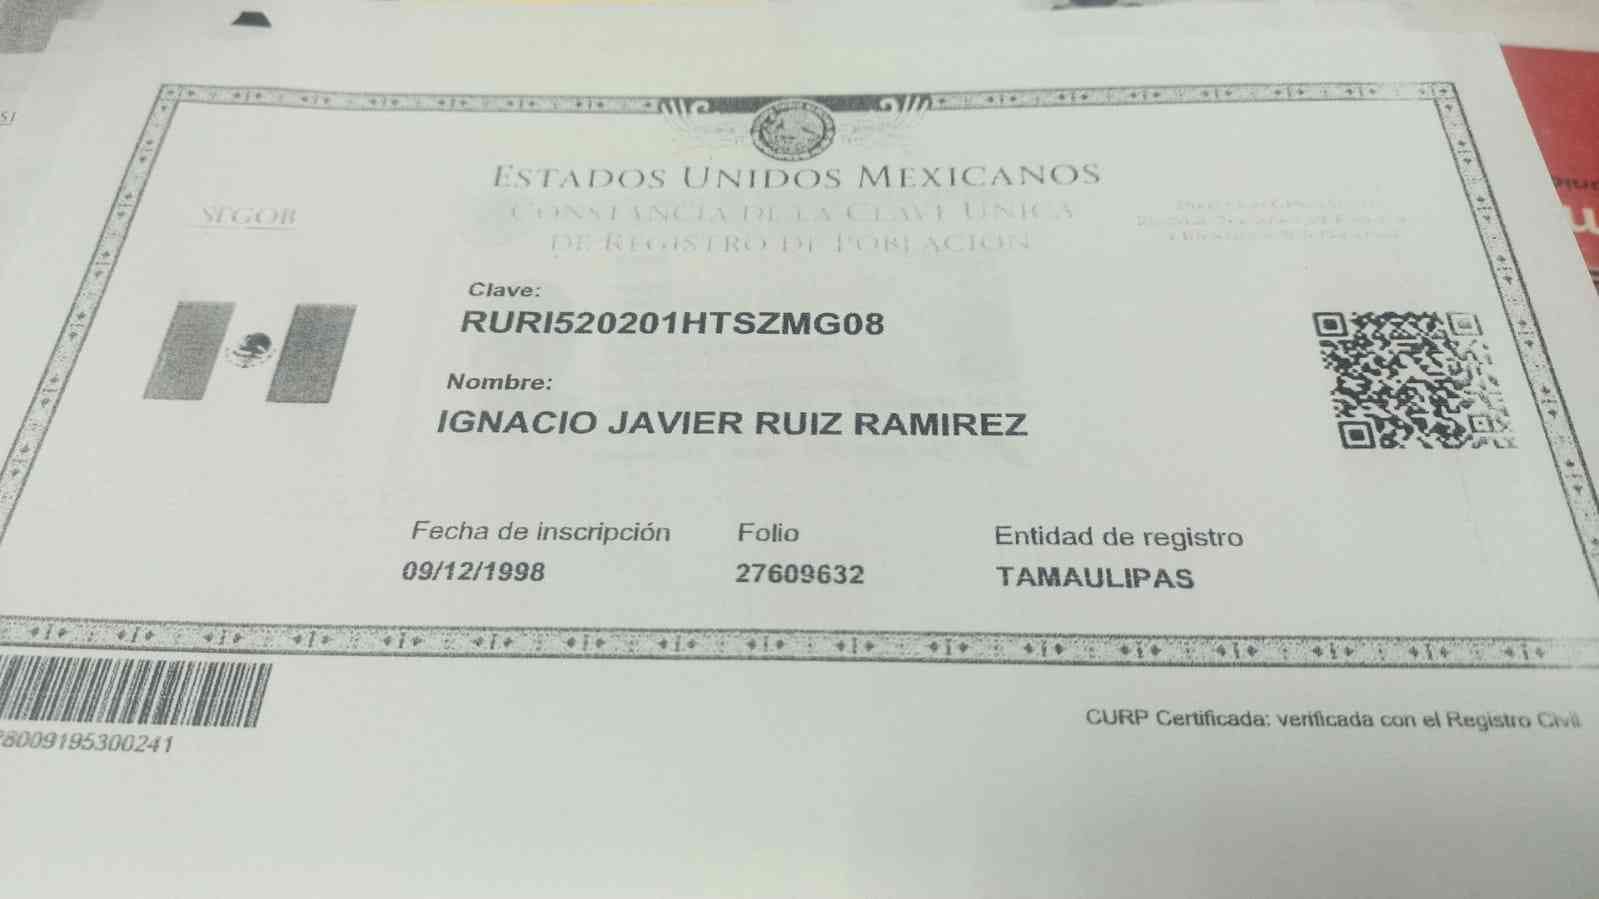 ESTADOS UNIDOS MEXICANOS
SEGOB
CONSTANCIA DE LA CLAVE ÚNICA
DE REGISTRO DE POBLACIÓN
Clave:
RURI520201HTSZMG08
Nombre:
IGNACIO JAVIER RUIZ RAMIREZ
Fecha de inscripción Folio Entidad de registro
09/12/1998 27609632 TAMAULIPAS
CURP Certificada: verificada con el Registro Civil
8009195300241